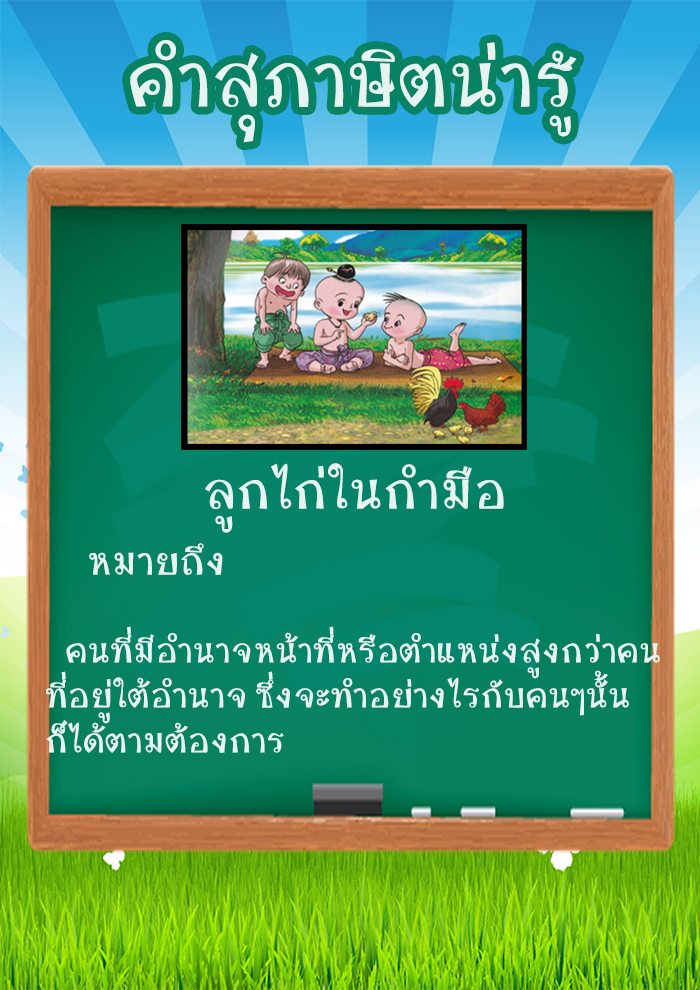 คำสุภาษิตน่ารู้
ลูกไก่ในกำมือ
หมายถึง
คนที่มีอำนาจหน้าที่หรือตำแหน่งสูงกว่าคน
ที่อยู่ใต้อำนาจ ซึ่งจะทำอย่างไรกับคนๆนั้น
ก็ได้ตามต้องการ